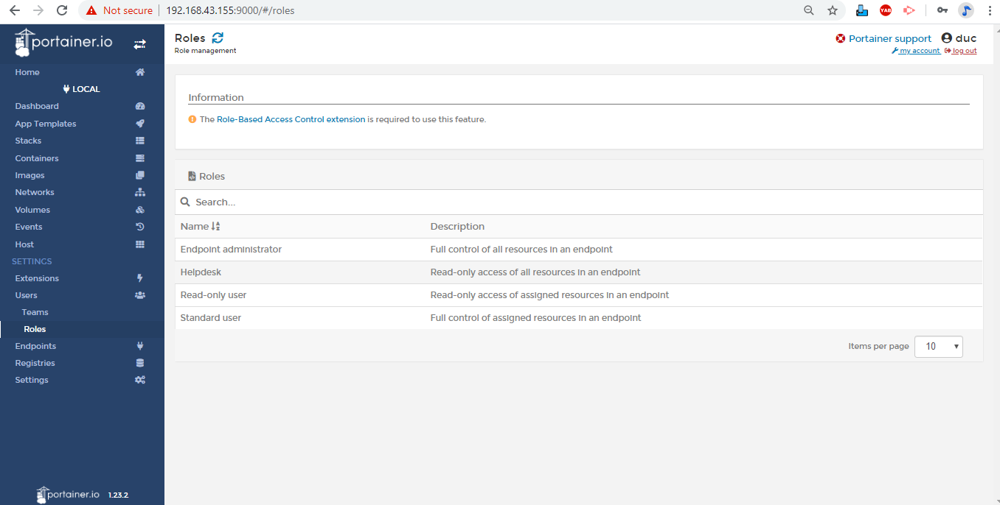 Not secure | 192.168.43.155:9000/#/roles
YAB
portainer.io
Roles
Role management
Portainer support duc
my account log out
Home
LOCAL
Dashboard
App Templates
Stacks
Containers
Images
Networks
Volumes
Events
Host
SETTINGS
Extensions
Users
Teams
Roles
Endpoints
Registries
Settings
portainer.io 1.23.2
Information
The Role-Based Access Control extension is required to use this feature.
Roles
Search...
Name Description
Endpoint administrator Full control of all resources in an endpoint
Helpdesk Read-only access of all resources in an endpoint
Read-only user Read-only access of assigned resources in an endpoint
Standard user Full control of assigned resources in an endpoint
Items per page 10